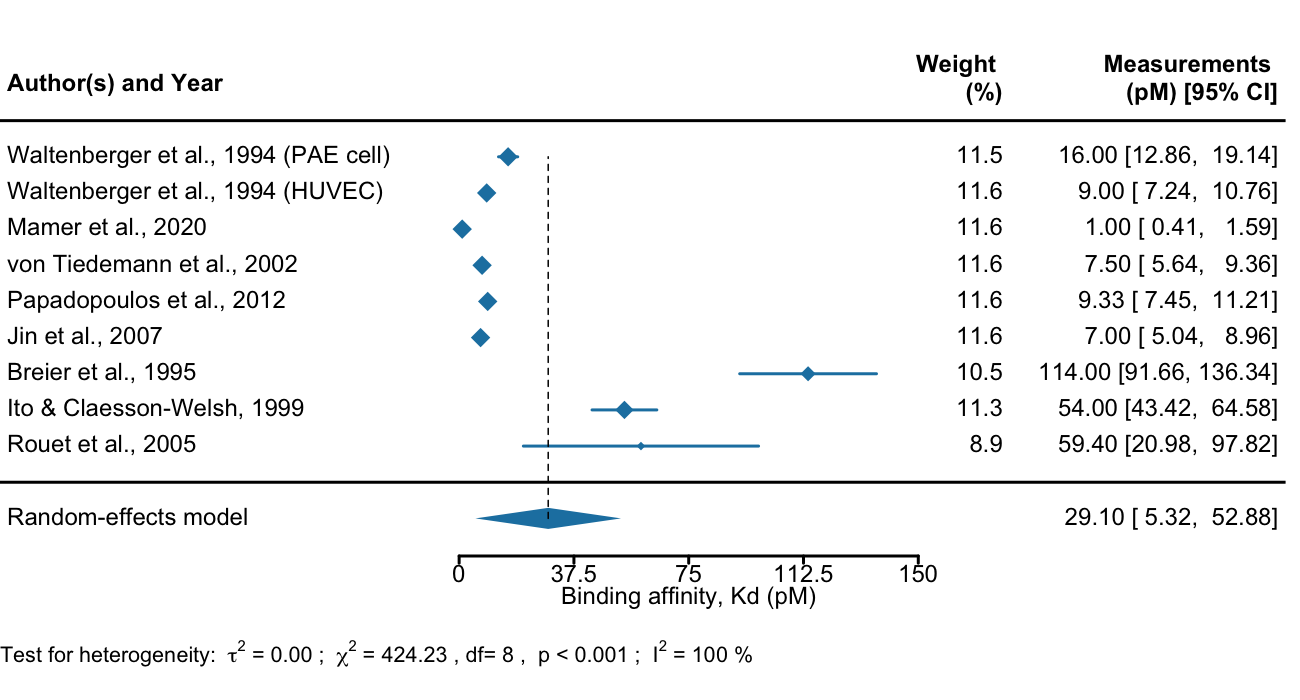 Author(s) and Year Weight (%) Measurements (pM) [95% CI]
Waltenberger et al., 1994 (PAE cell) 11.5 16.00 [12.86, 19.14]
Waltenberger et al., 1994 (HUVEC) 11.6 9.00 [ 7.24, 10.76]
Mamer et al., 2020 11.6 1.00 [ 0.41, 1.59]
von Tiedemann et al., 2002 11.6 7.50 [ 5.64, 9.36]
Papadopoulos et al., 2012 11.6 9.33 [ 7.45, 11.21]
Jin et al., 2007 11.6 7.00 [ 5.04, 8.96]
Breier et al., 1995 10.5 114.00 [91.66, 136.34]
Ito & Claesson-Welsh, 1999 11.3 54.00 [43.42, 64.58]
Rouet et al., 2005 8.9 59.40 [20.98, 97.82]
Random-effects model 29.10 [ 5.32, 52.88]
0 37.5 75 112.5 150
Binding affinity, Kd (pM)
Test for heterogeneity: τ² = 0.00 ; χ² = 424.23 , df= 8 , p < 0.001 ; I² = 100 %